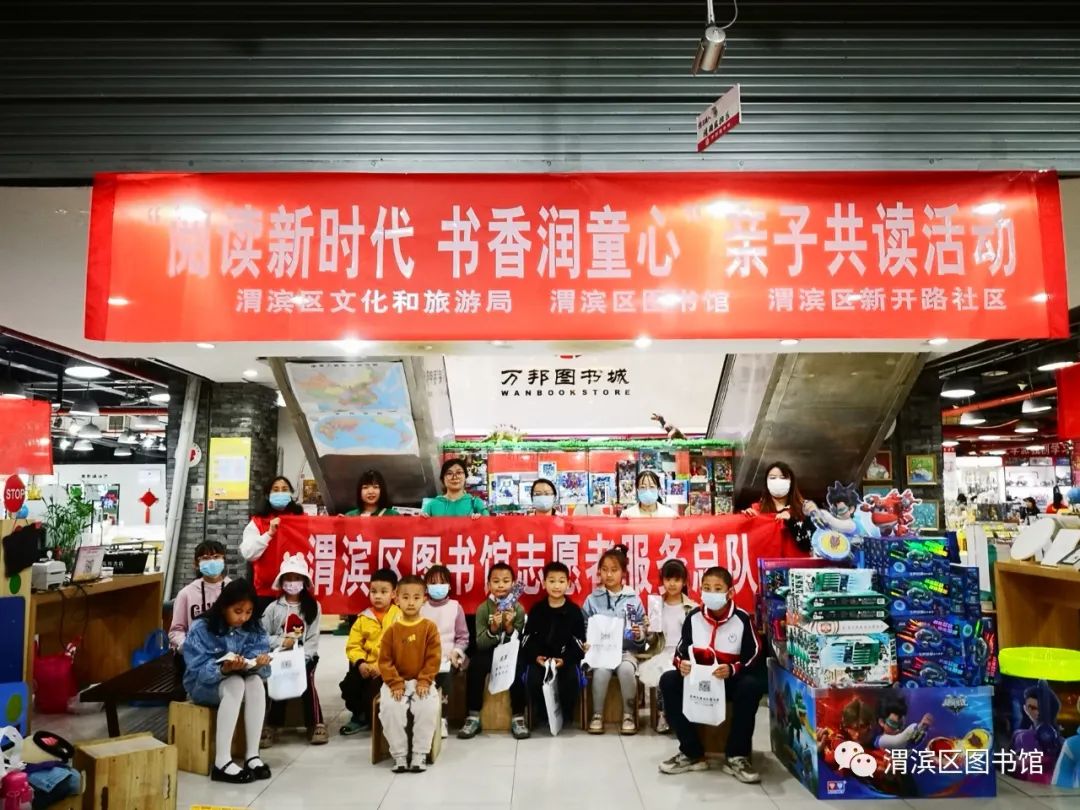 “阅读新时代 书香润童心”亲子共读活动
渭滨区文化和旅游局 渭滨区图书馆 渭滨区新开路社区
万邦图书城
WANBOOKSTORE
STOP
渭滨区图书馆志愿者服务总队
渭滨区图书馆